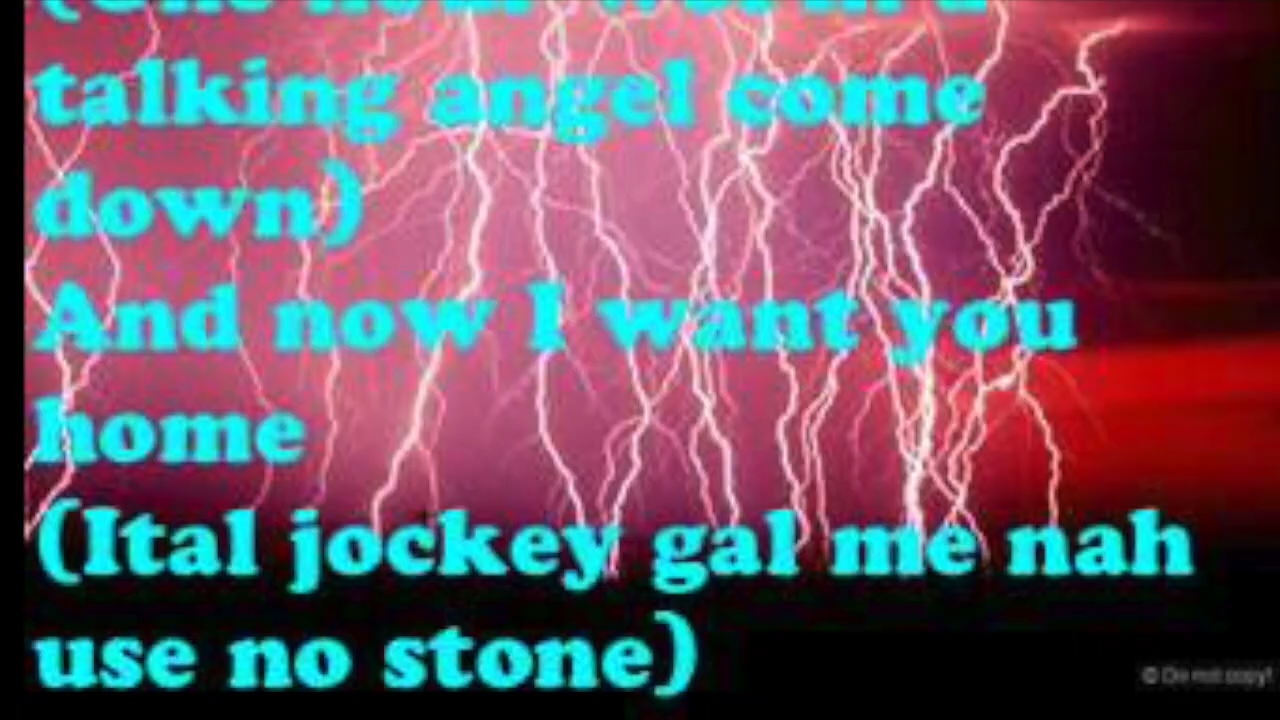 talking angel come
down)
And now I want you
home
(Ital jockey gal me nah
use no stone)
© Do not copy!